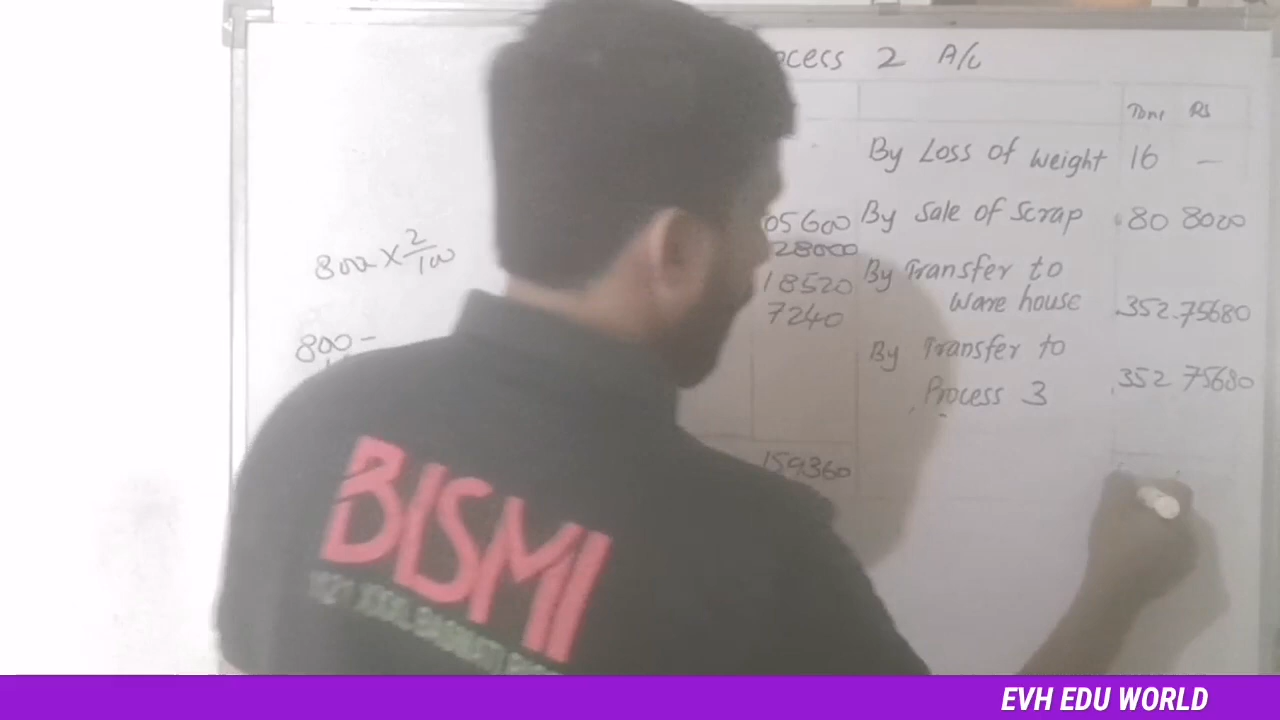 ocess 2 A/c
Tone Rs
By Loss of weight 16 —
05600 By Sale of Scrap 80 8000
28000
18520 By Transfer to
ware house 352 75680
7240
By Transfer to
Process 3 352 75680
159360
800 × 2/100
800 –
BISMI
EVH EDU WORLD